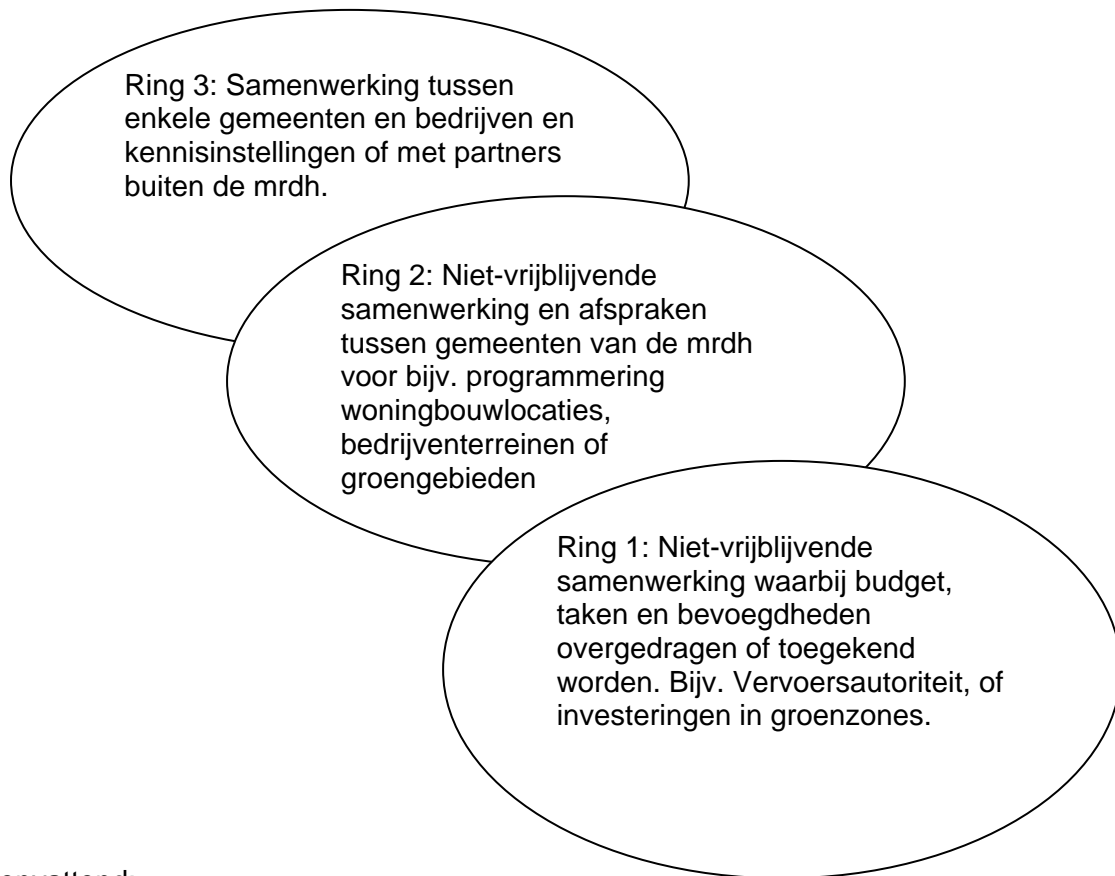 Ring 3: Samenwerking tussen
enkele gemeenten en bedrijven en
kennisinstellingen of met partners
buiten de mrdh.
Ring 2: Niet-vrijblijvende
samenwerking en afspraken
tussen gemeenten van de mrdh
voor bijv. programmering
woningbouwlocaties,
bedrijventerreinen of
groengebieden
Ring 1: Niet-vrijblijvende
samenwerking waarbij budget,
taken en bevoegdheden
overgedragen of toegekend
worden. Bijv. Vervoersautoriteit, of
investeringen in groenzones.